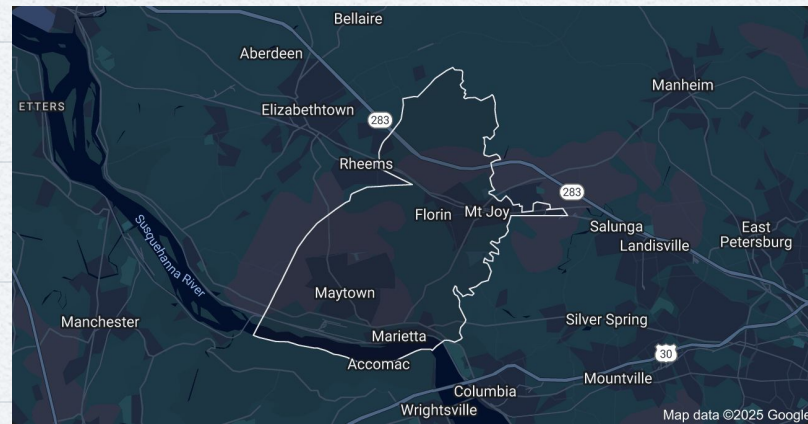 Bellaire
Aberdeen
Manheim
ETTERS
Elizabethtown
283
Rheems
283
Florin
Mt Joy
Salunga
East
Petersburg
Landisville
Susquehanna River
Maytown
Manchester
Marietta
Silver Spring
Accomac
30
Mountville
Columbia
Wrightsville
Map data ©2025 Google